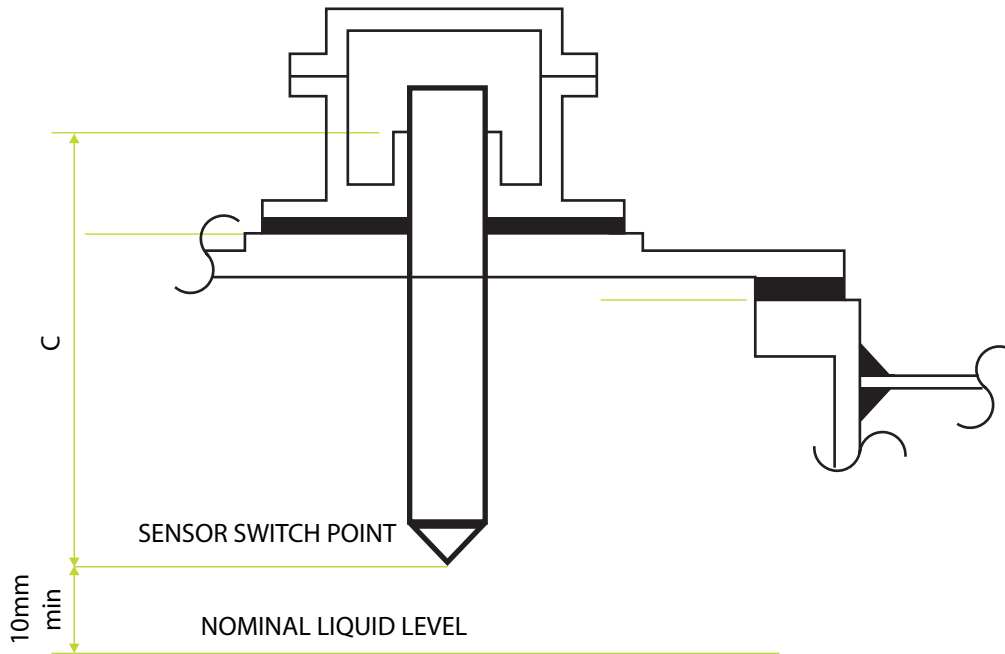 C
SENSOR SWITCH POINT
10mm
min
NOMINAL LIQUID LEVEL